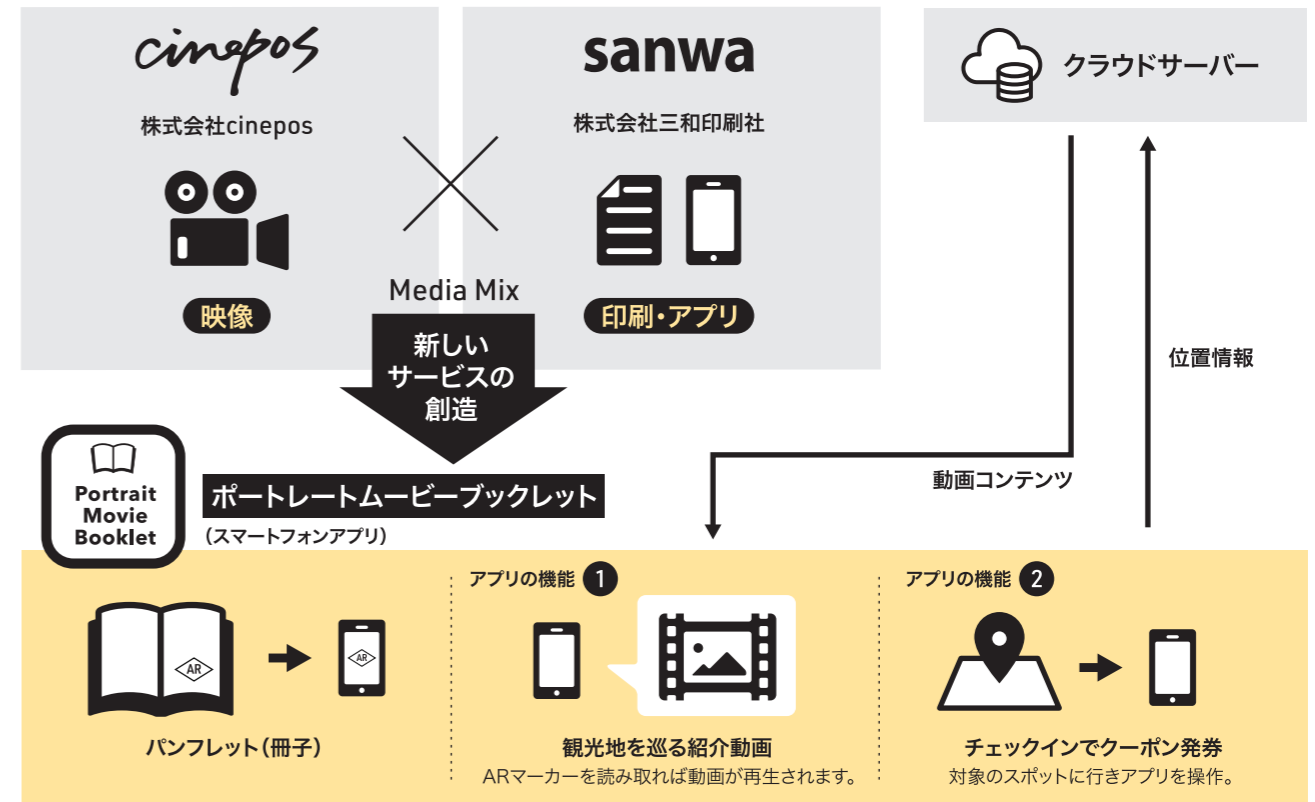 cinepos
株式会社cinepos
映像
sanwa
株式会社三和印刷社
印刷・アプリ
クラウドサーバー
Media Mix
新しい
サービスの
創造
位置情報
動画コンテンツ
Portrait
Movie
Booklet
ポートレートムービーブックレット
（スマートフォンアプリ）
AR
AR
パンフレット（冊子）
アプリの機能 1
観光地を巡る紹介動画
ARマーカーを読み取れば動画が再生されます。
アプリの機能 2
チェックインでクーポン発券
対象のスポットに行きアプリを操作。